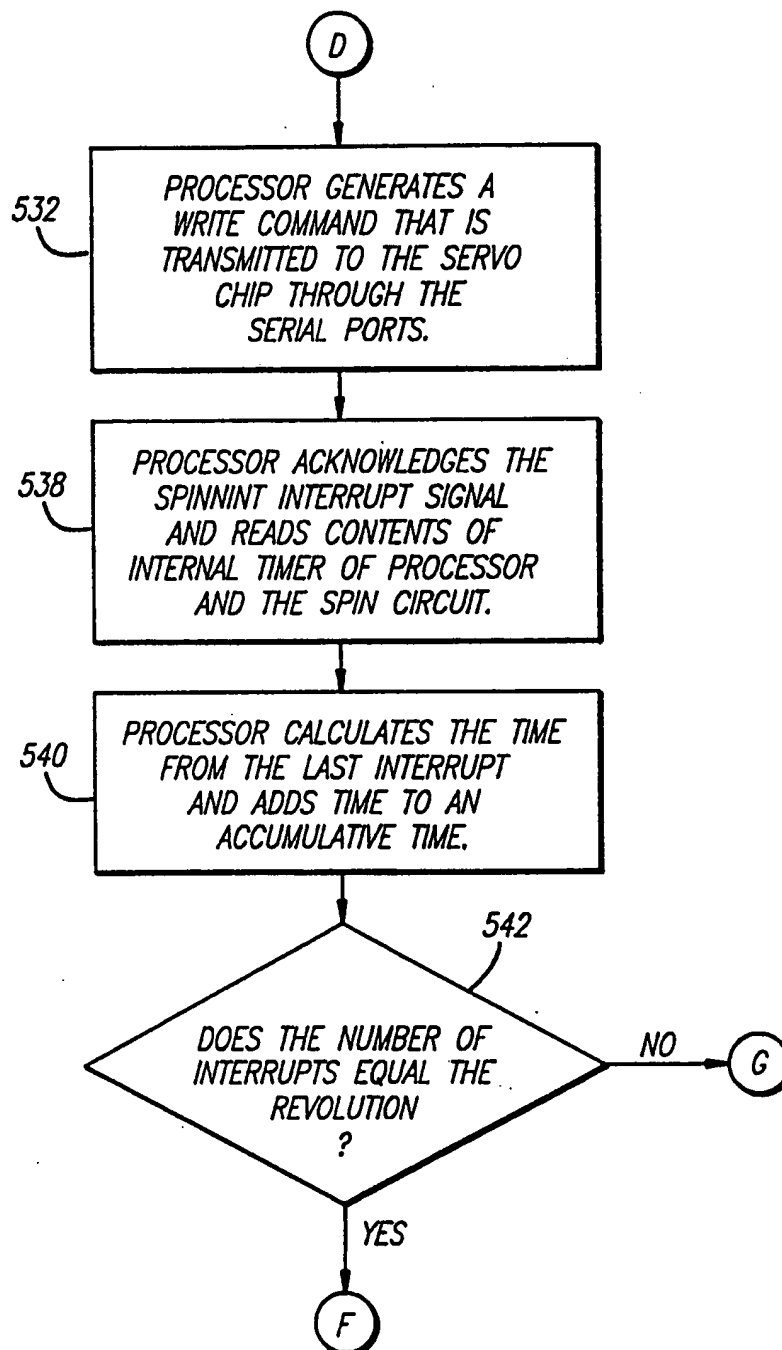 D
532
PROCESSOR GENERATES A
WRITE COMMAND THAT IS
TRANSMITTED TO THE SERVO
CHIP THROUGH THE
SERIAL PORTS.
538
PROCESSOR ACKNOWLEDGES THE
SPINNINT INTERRUPT SIGNAL
AND READS CONTENTS OF
INTERNAL TIMER OF PROCESSOR
AND THE SPIN CIRCUIT.
540
PROCESSOR CALCULATES THE TIME
FROM THE LAST INTERRUPT
AND ADDS TIME TO AN
ACCUMULATIVE TIME.
542
DOES THE NUMBER OF
INTERRUPTS EQUAL THE
REVOLUTION
?
NO
G
YES
F